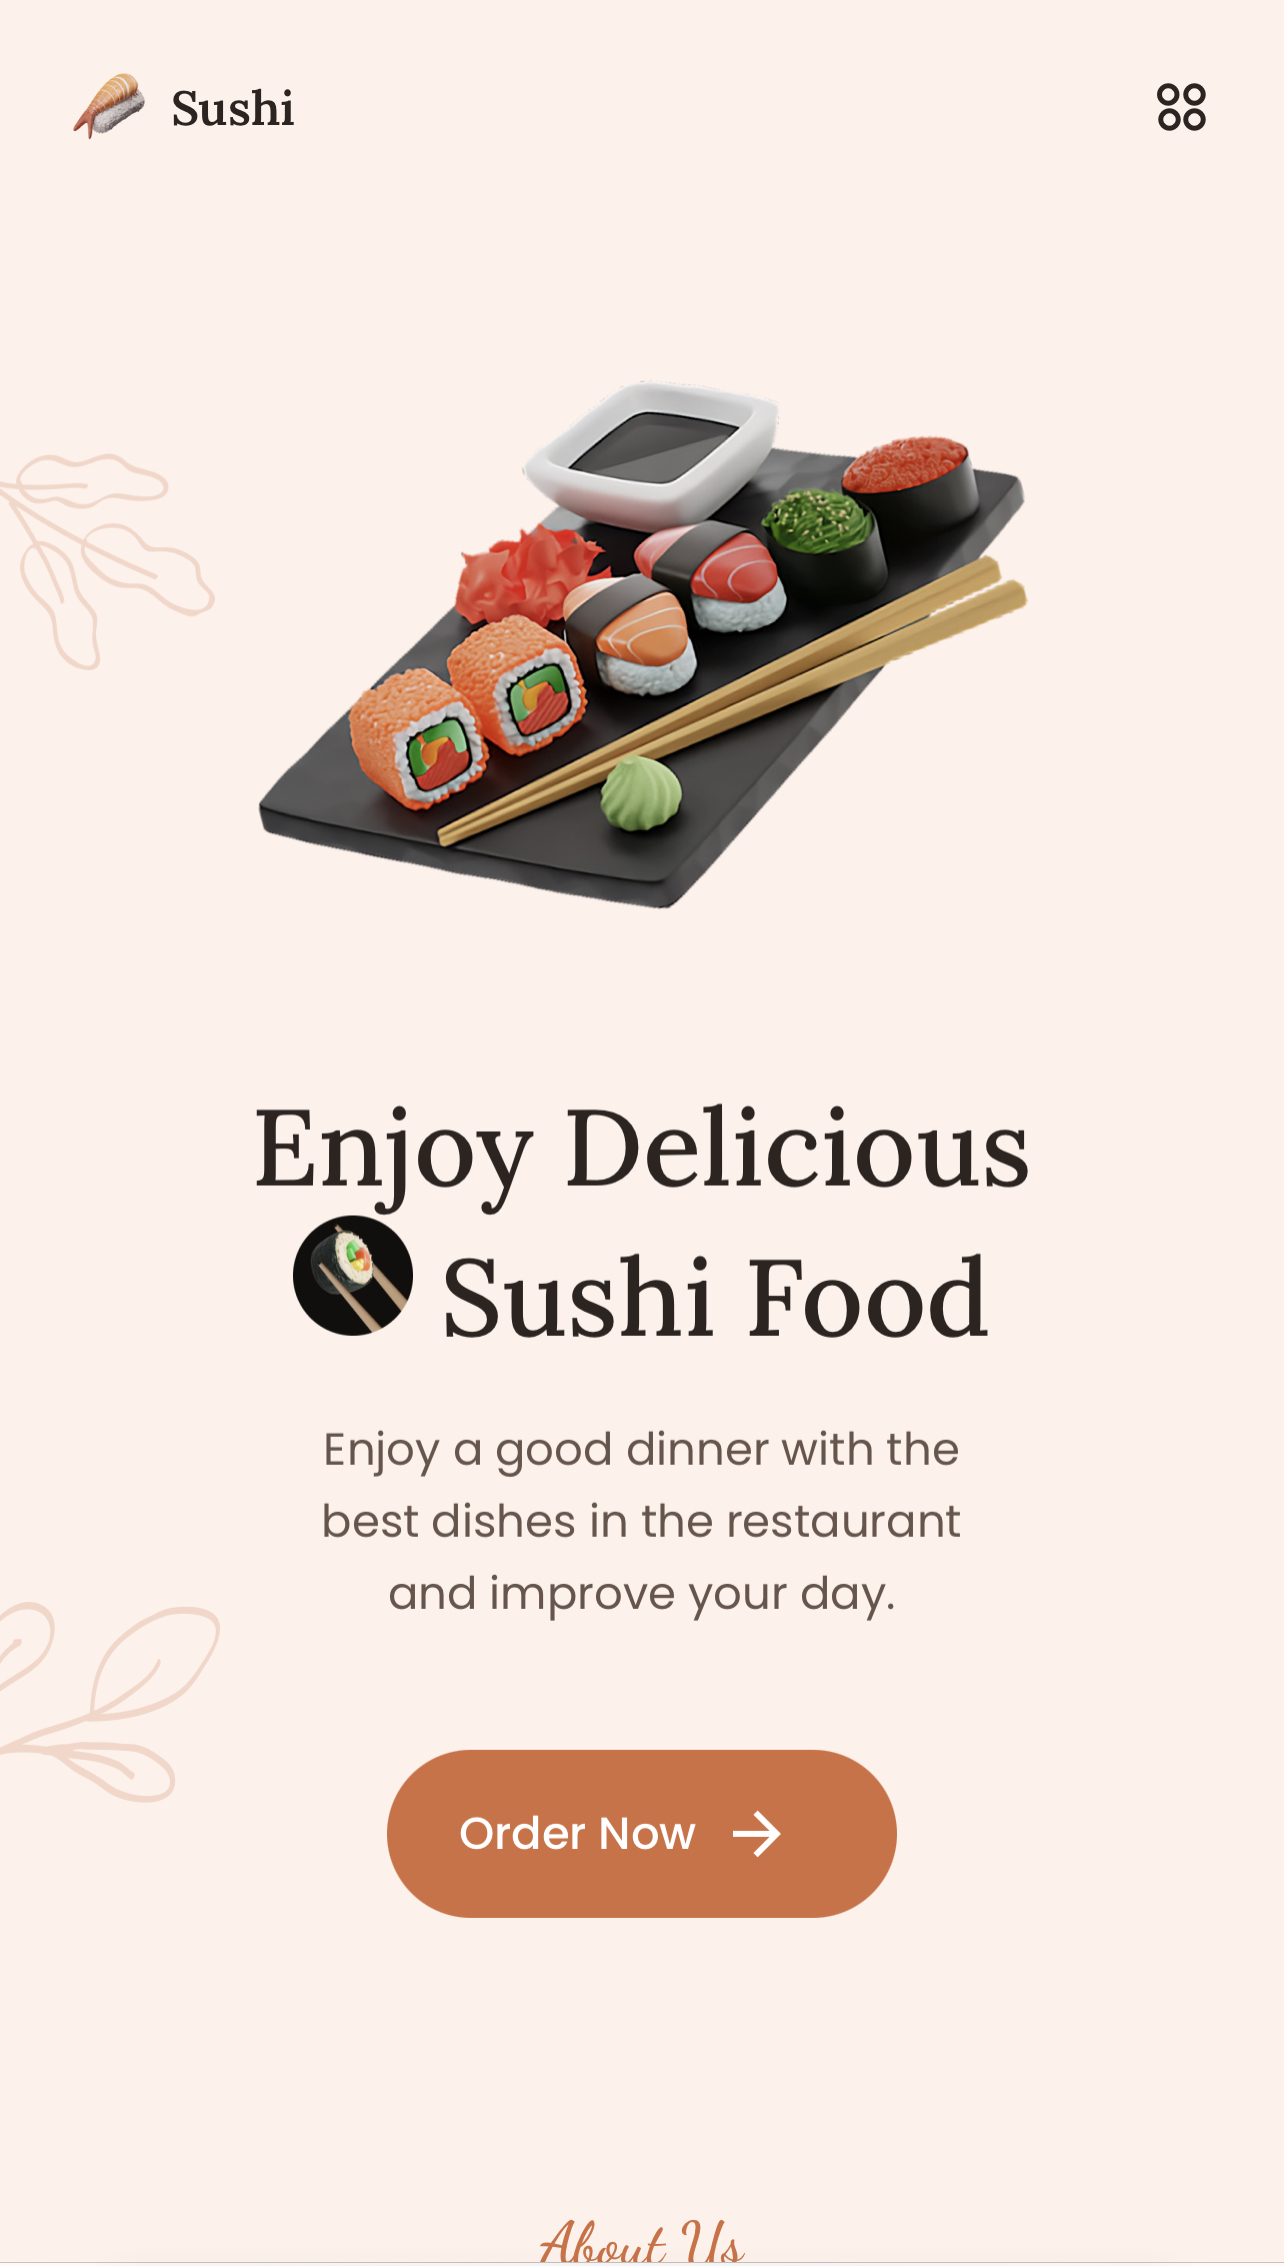 Sushi
Enjoy Delicious
Sushi Food
Enjoy a good dinner with the
best dishes in the restaurant
and improve your day.
Order Now
About Us